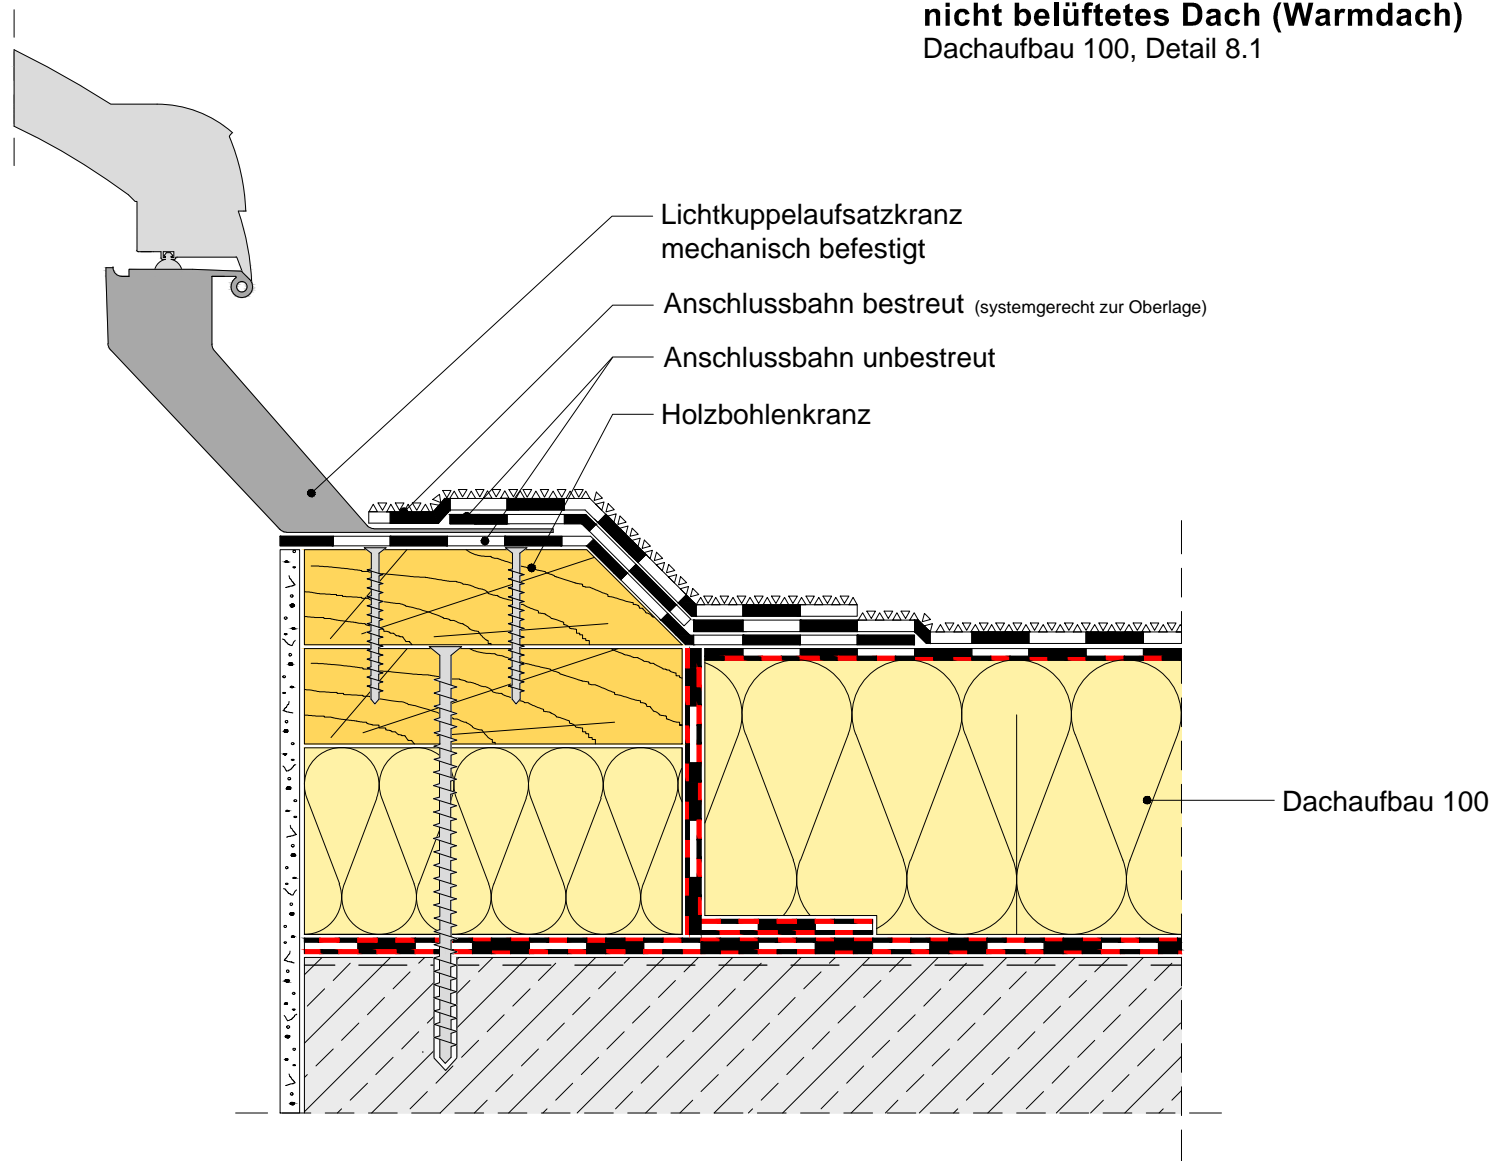 nicht belüftetes Dach (Warmdach)
Dachaufbau 100, Detail 8.1
Lichtkuppelaufsatzkranz
mechanisch befestigt
Anschlussbahn bestreut (systemgerecht zur Oberlage)
Anschlussbahn unbestreut
Holzbohlenkranz
Dachaufbau 100